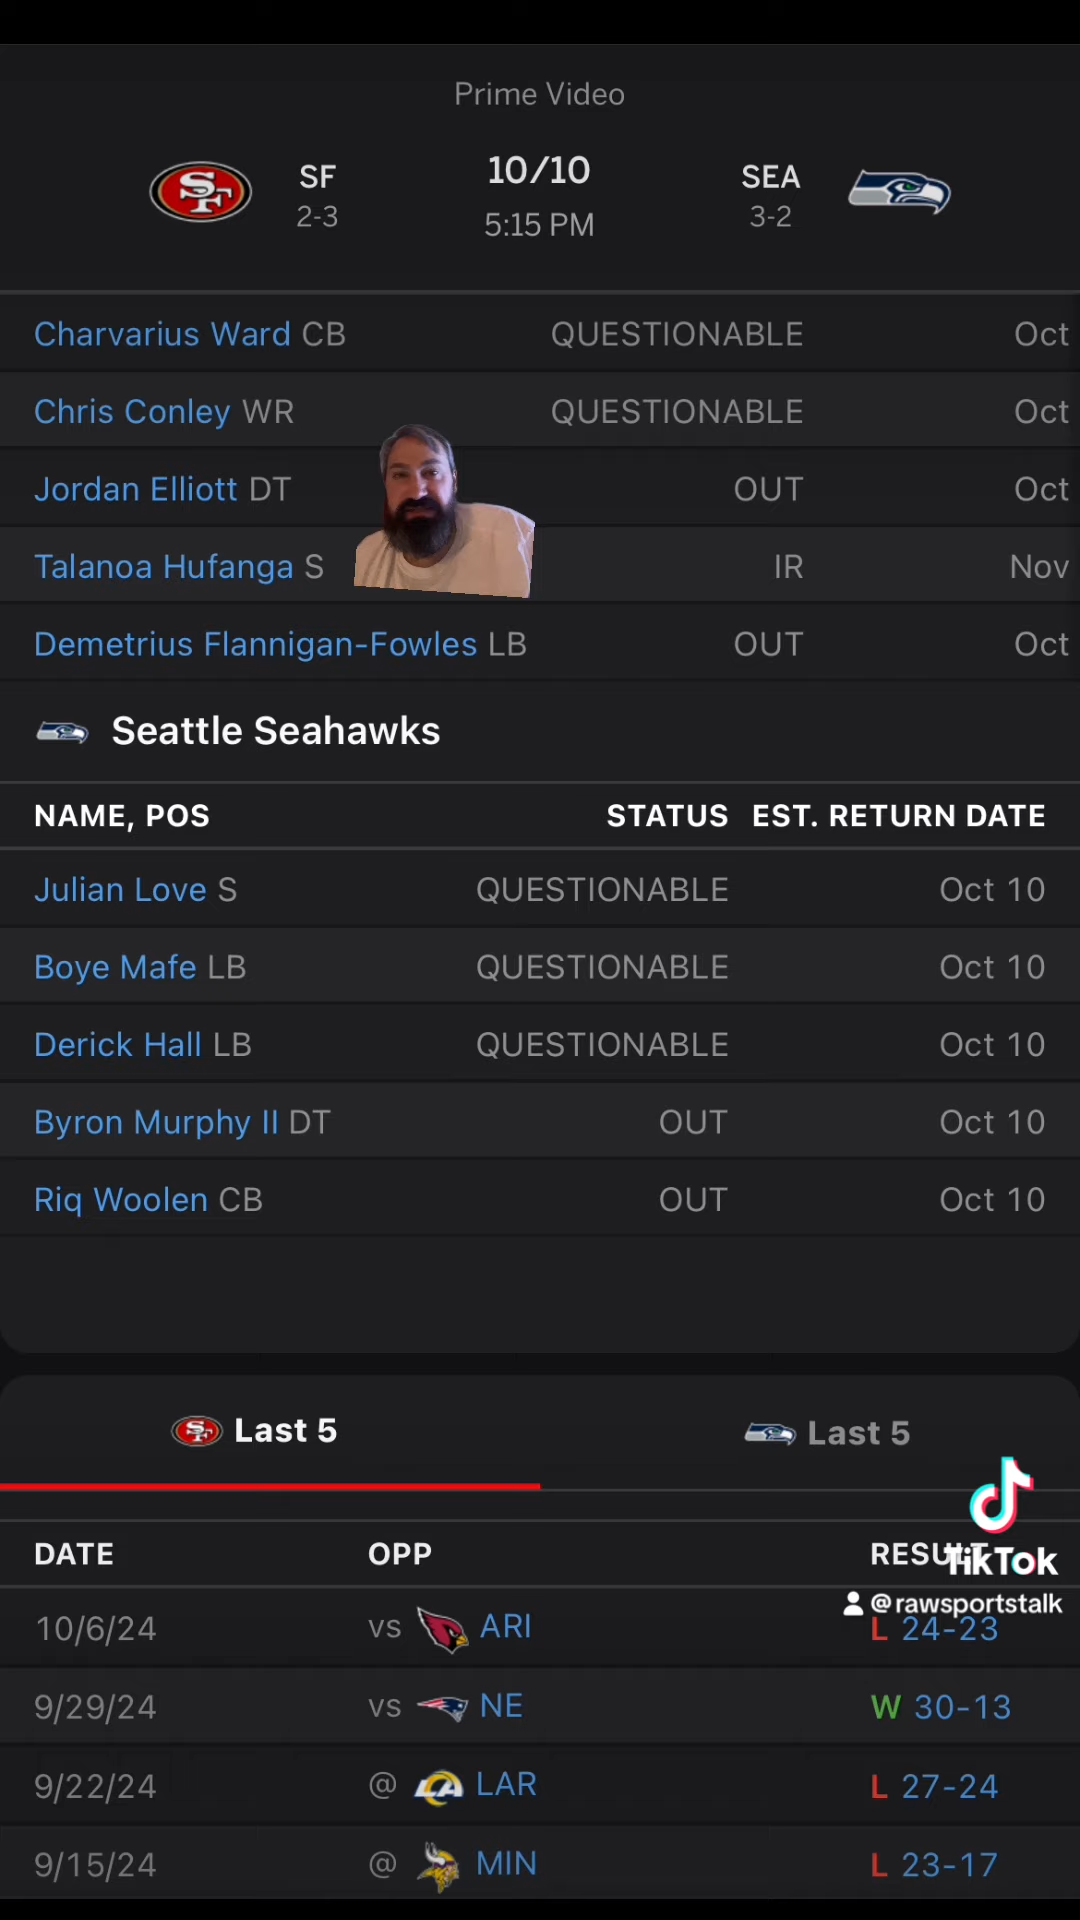 Prime Video
SF 10/10 SEA
2-3 5:15 PM 3-2
Charvarius Ward CB QUESTIONABLE Oct
Chris Conley WR QUESTIONABLE Oct
Jordan Elliott DT OUT Oct
Talanoa Hufanga S IR Nov
Demetrius Flannigan-Fowles LB OUT Oct
Seattle Seahawks
NAME, POS STATUS EST. RETURN DATE
Julian Love S QUESTIONABLE Oct 10
Boye Mafe LB QUESTIONABLE Oct 10
Derick Hall LB QUESTIONABLE Oct 10
Byron Murphy II DT OUT Oct 10
Riq Woolen CB OUT Oct 10
Last 5 Last 5
DATE OPP RESULT
TikTok
@rawsportstalk
10/6/24 vs ARI L 24-23
9/29/24 vs NE W 30-13
9/22/24 @ LAR L 27-24
9/15/24 @ MIN L 23-17